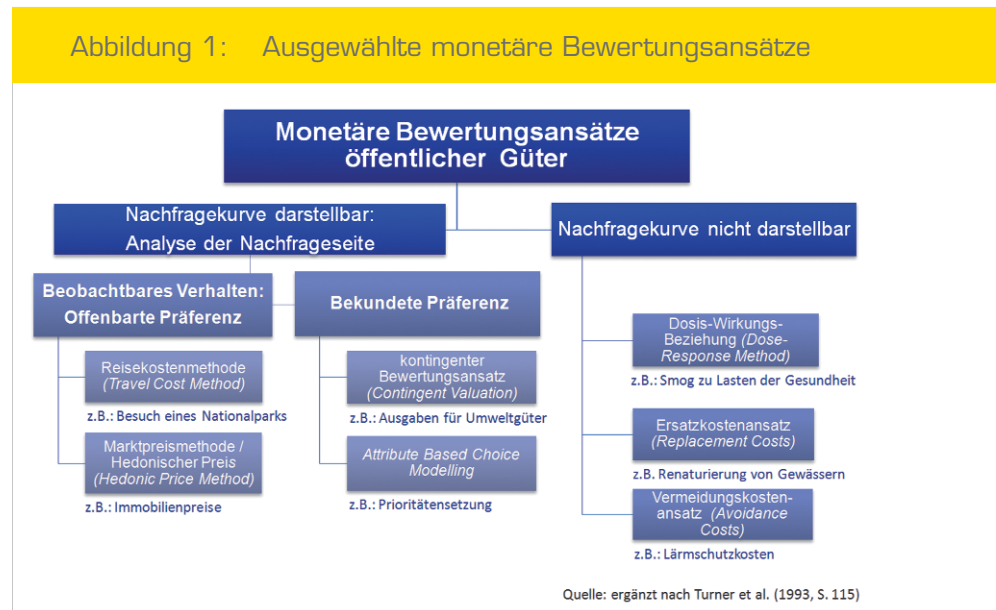 Abbildung 1: Ausgewählte monetäre Bewertungsansätze
Monetäre Bewertungsansätze
öffentlicher Güter
Nachfragekurve darstellbar:
Analyse der Nachfrageseite
Nachfragekurve nicht darstellbar
Beobachtbares Verhalten:
Offenbarte Präferenz
Bekundete Präferenz
Reisekostenmethode
(Travel Cost Method)
z.B.: Besuch eines Nationalparks
Marktpreismethode /
Hedonischer Preis
(Hedonic Price Method)
z.B.: Immobilienpreise
kontingenter
Bewertungsansatz
(Contingent Valuation)
z.B.: Ausgaben für Umweltgüter
Attribute Based Choice
Modelling
z.B.: Prioritätensetzung
Dosis-Wirkungs-
Beziehung (Dose-
Response Method)
z.B.: Smog zu Lasten der Gesundheit
Ersatzkostenansatz
(Replacement Costs)
z.B. Renaturierung von Gewässern
Vermeidungskosten-
ansatz (Avoidance
Costs)
z.B.: Lärmschutzkosten
Quelle: ergänzt nach Turner et al. (1993, S. 115)